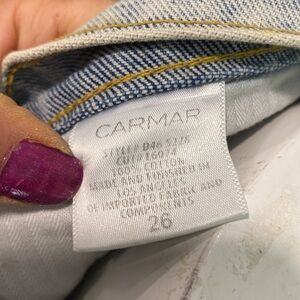 CARMAR
100% COTTON
MADE AND FINISHED IN
LOS ANGELES
OF IMPORTED FABRIC AND
COMPONENTS
26